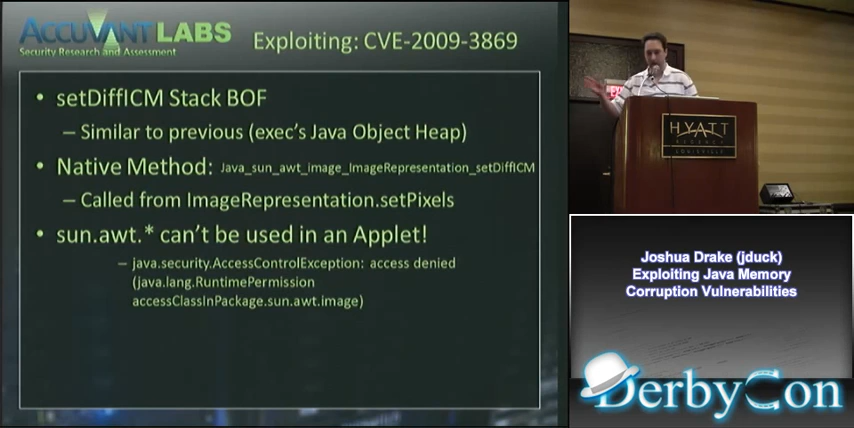 ACCUVANT LABS
Security Research and Assessment
Exploiting: CVE-2009-3869
• setDiffICM Stack BOF
– Similar to previous (exec's Java Object Heap)
• Native Method: Java_sun_awt_image_ImageRepresentation_setDiffICM
– Called from ImageRepresentation.setPixels
• sun.awt.* can't be used in an Applet!
– java.security.AccessControlException: access denied
(java.lang.RuntimePermission
accessClassInPackage.sun.awt.image)
HYATT
REGENCY
LOUISVILLE
Joshua Drake (jduck)
Exploiting Java Memory
Corruption Vulnerabilities
DerbyCon